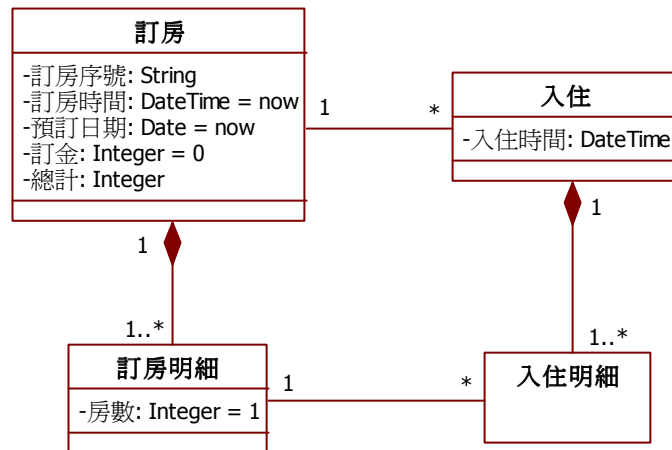 訂房
-訂房序號: String
-訂房時間: DateTime = now
-預訂日期: Date = now
-訂金: Integer = 0
-總計: Integer
1
*
入住
-入住時間: DateTime
1
1
1..*
1..*
訂房明細
-房數: Integer = 1
1
*
入住明細